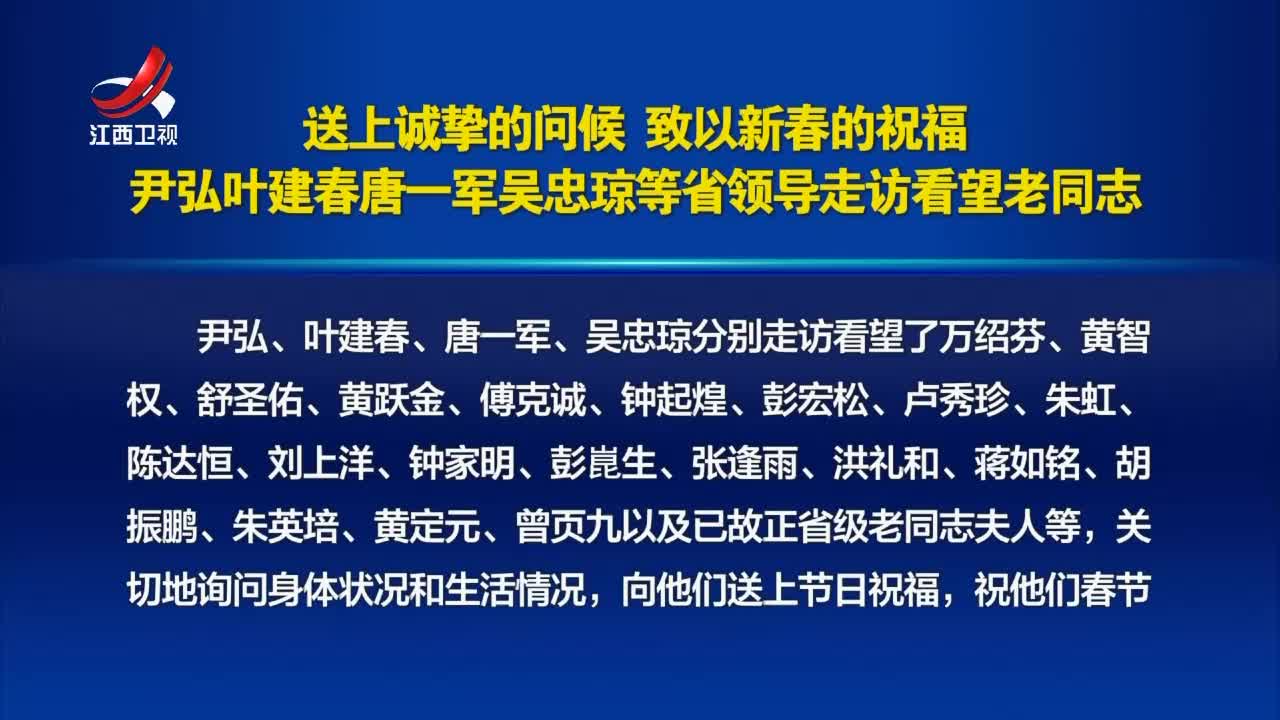 江西卫视
送上诚挚的问候 致以新春的祝福
尹弘叶建春唐一军吴忠琼等省领导走访看望老同志
尹弘、叶建春、唐一军、吴忠琼分别走访看望了万绍芬、黄智
权、舒圣佑、黄跃金、傅克诚、钟起煌、彭宏松、卢秀珍、朱虹、
陈达恒、刘上洋、钟家明、彭崑生、张逢雨、洪礼和、蒋如铭、胡
振鹏、朱英培、黄定元、曾页九以及已故正省级老同志夫人等，关
切地询问身体状况和生活情况，向他们送上节日祝福，祝他们春节